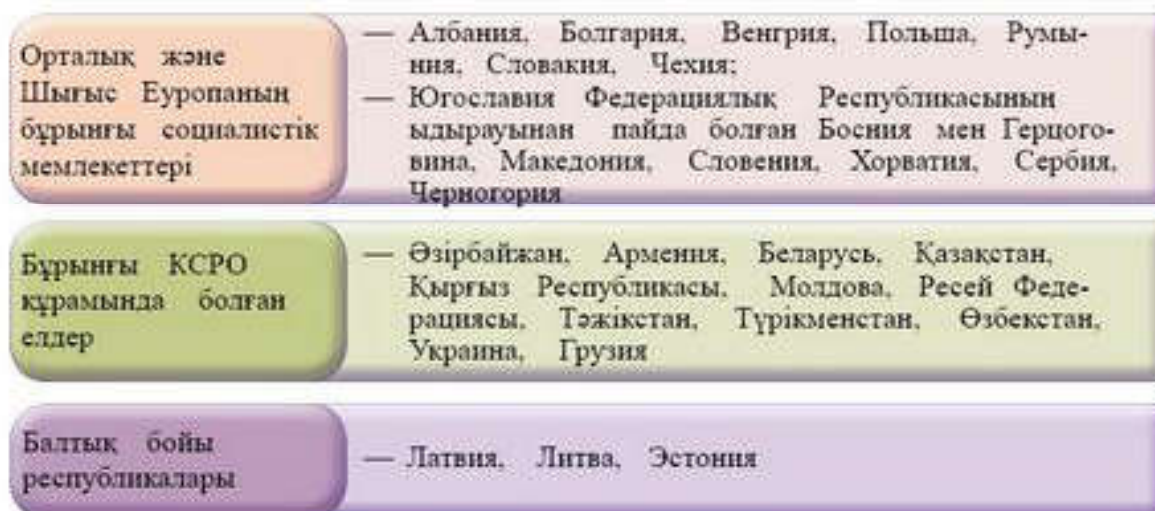 Орталық және
Шығыс Еуропаның
бұрынғы социалистік
мемлекеттері
— Албания, Болгария, Венгрия, Польша, Румы-
ния, Словакия, Чехия;
— Югославия Федерациялық Республикасының
ыдырауынан пайда болған Босния мен Герцого-
вина, Македония, Словения, Хорватия, Сербия,
Черногория
Бұрынғы КСРО
құрамында болған
елдер
— Әзірбайжан, Армения, Беларусь, Қазақстан,
Қырғыз Республикасы, Молдова, Ресей Феде-
рациясы, Тәжікстан, Түрікменстан, Өзбекстан,
Украина, Грузия
Балтық бойы
республикалары
— Латвия, Литва, Эстония